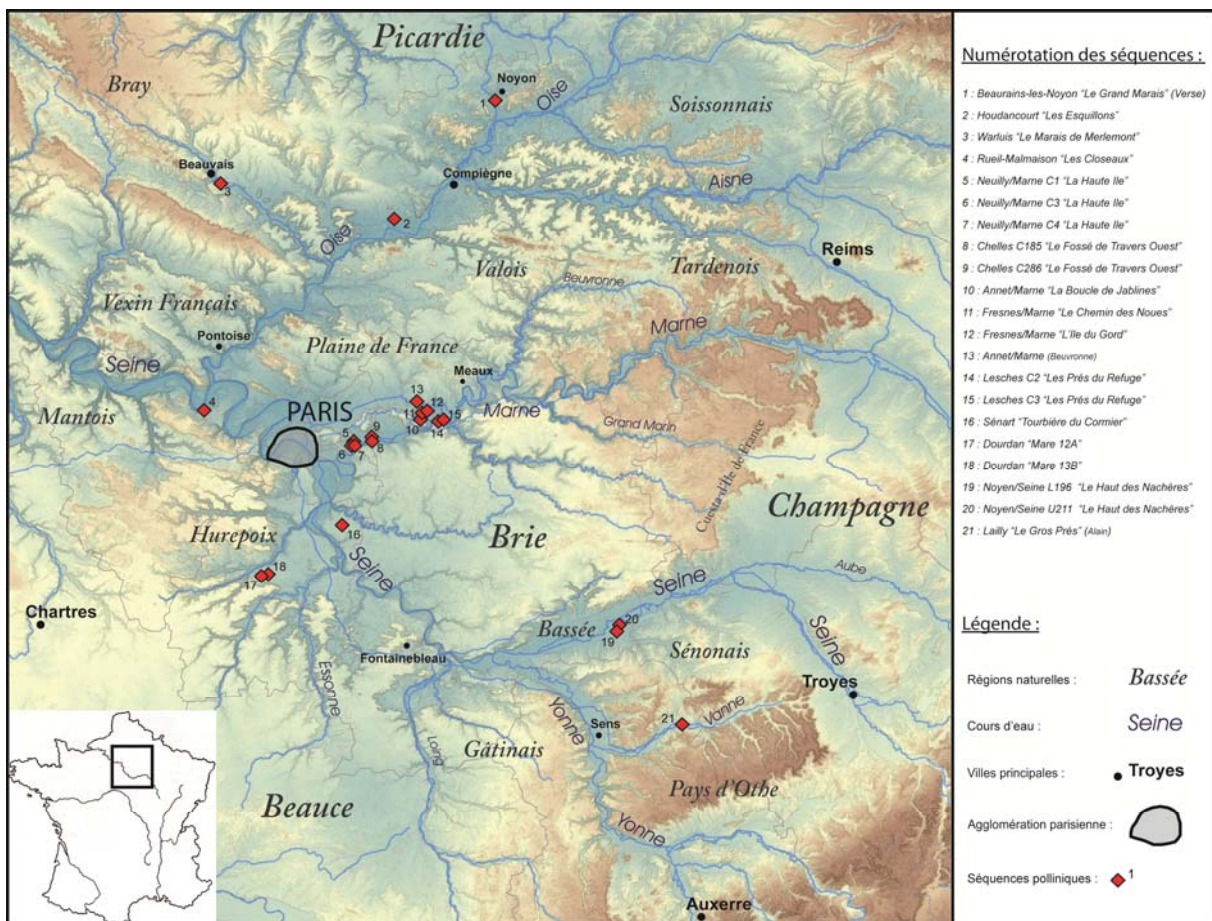 Picardie
Bray
Noyon
1
Oise
Soissonnais
Beauvais
3
Compiègne
Aisne
2
Oise
Reims
Valois
Tardenois
Beuvronne
Vexin Français
Pontoise
Plaine de France
Marne
Seine
Meaux
4
13
12
11
15
Marne
Mantois
PARIS
10
14
Grand Morin
9
5
8
6
7
Cuesta d'Ile de France
Champagne
Hurepoix
16
Brie
18
17
Seine
Seine
Aube
Chartres
Bassée
20
19
Seine
Fontainebleau
Sénonais
Essonne
Troyes
Yonne
Sens
21
Vanne
Loing
Gâtinais
Pays d'Othe
Beauce
Yonne
Auxerre
Numérotation des séquences :
1 : Beaurains-les-Noyon "Le Grand Marais" (Verse)
2 : Houdancourt "Les Esquillons"
3 : Warluis "Le Marais de Merlemont"
4 : Rueil-Malmaison "Les Closeaux"
5 : Neuilly/Marne C1 "La Haute Ile"
6 : Neuilly/Marne C3 "La Haute Ile"
7 : Neuilly/Marne C4 "La Haute Ile"
8 : Chelles C185 "Le Fossé de Travers Ouest"
9 : Chelles C286 "Le Fossé de Travers Ouest"
10 : Annet/Marne "La Boucle de Jablines"
11 : Fresnes/Marne "Le Chemin des Noues"
12 : Fresnes/Marne "L'Ile du Gord"
13 : Annet/Marne (Beuvronne)
14 : Lesches C2 "Les Prés du Refuge"
15 : Lesches C3 "Les Prés du Refuge"
16 : Sénart "Tourbière du Cormier"
17 : Dourdan "Mare 12A"
18 : Dourdan "Mare 13B"
19 : Noyen/Seine L196 "Le Haut des Nachères"
20 : Noyen/Seine U211 "Le Haut des Nachères"
21 : Lailly "Le Gros Prés" (Alain)
Légende :
Régions naturelles : Bassée
Cours d'eau : Seine
Villes principales : Troyes
Agglomération parisienne :
Séquences polliniques : 1